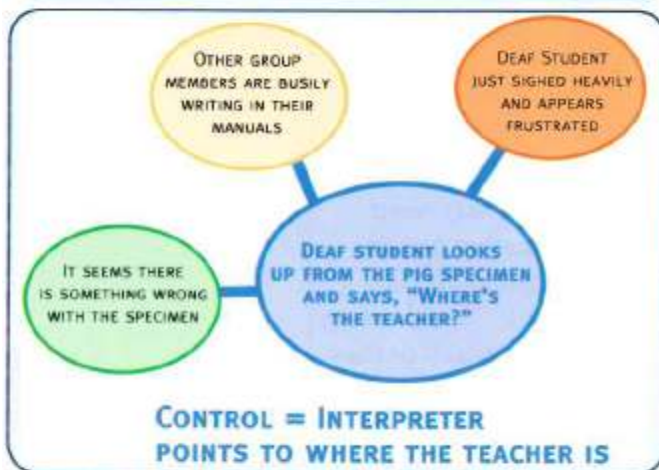 OTHER GROUP
MEMBERS ARE BUSILY
WRITING IN THEIR
MANUALS
DEAF STUDENT
JUST SIGHED HEAVILY
AND APPEARS
FRUSTRATED
IT SEEMS THERE
IS SOMETHING WRONG
WITH THE SPECIMEN
DEAF STUDENT LOOKS
UP FROM THE PIG SPECIMEN
AND SAYS, "WHERE'S
THE TEACHER?"
CONTROL = INTERPRETER
POINTS TO WHERE THE TEACHER IS